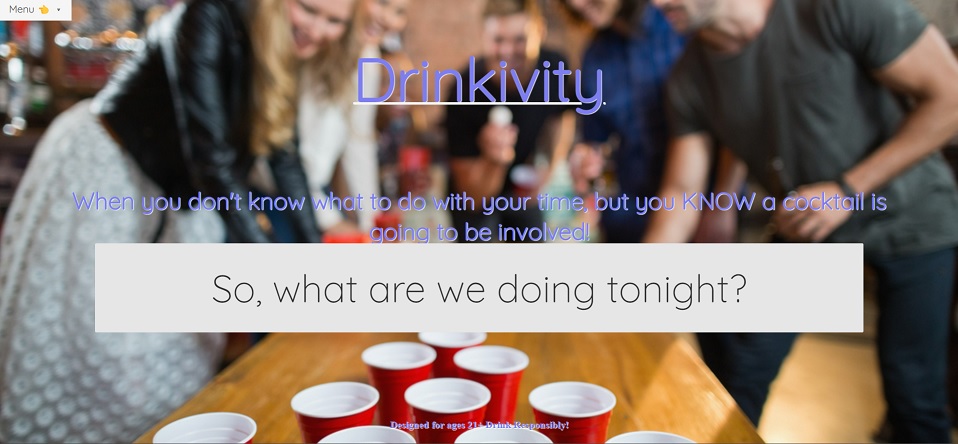 Menu 👈 ▾
Drinkivity
When you don't know what to do with your time, but you KNOW a cocktail is
going to be involved!
So, what are we doing tonight?
Designed for ages 21+ Drink Responsibly!